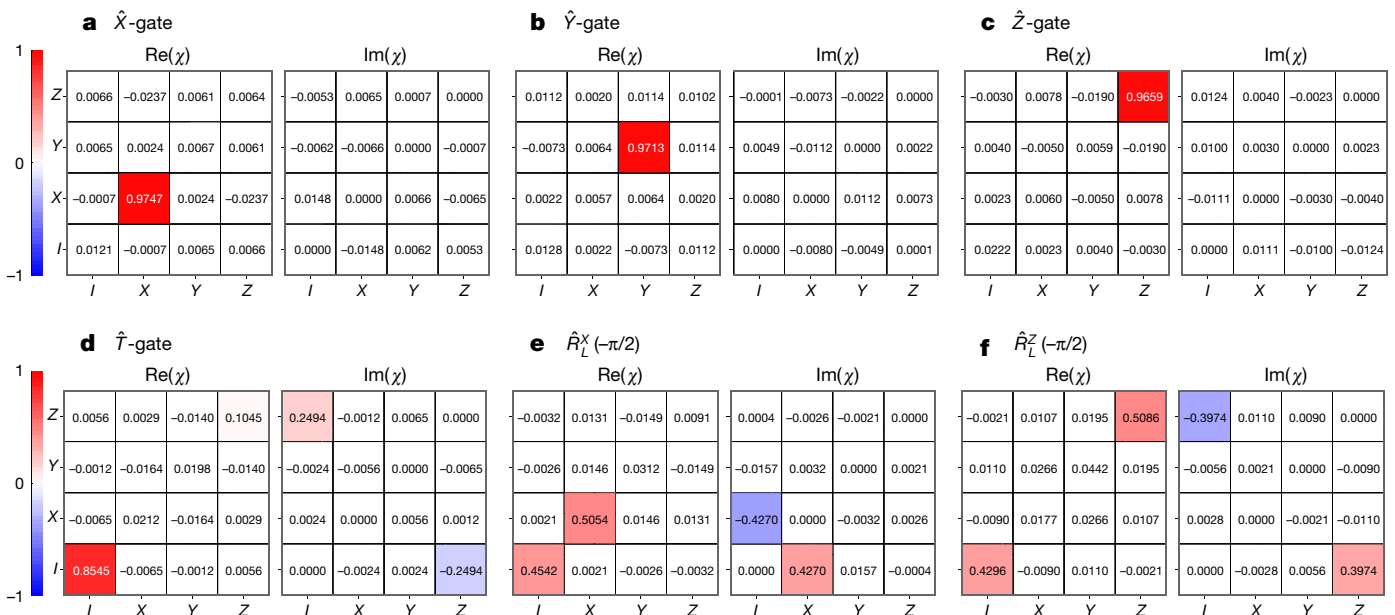 a X̂-gate
b Ŷ-gate
c Ẑ-gate
Re(χ) Im(χ) Re(χ) Im(χ) Re(χ) Im(χ)
1
Z 0.0066 −0.0237 0.0061 0.0064 −0.0053 0.0065 0.0007 0.0000 0.0112 0.0020 0.0114 0.0102 −0.0001 −0.0073 −0.0022 0.0000 −0.0030 0.0078 −0.0190 0.9659 0.0124 0.0040 −0.0023 0.0000
Y 0.0065 0.0024 0.0067 0.0061 −0.0062 −0.0066 0.0000 −0.0007 −0.0073 0.0064 0.9713 0.0114 0.0049 −0.0112 0.0000 0.0022 0.0040 −0.0050 0.0059 −0.0190 0.0100 0.0030 0.0000 0.0023
0
X −0.0007 0.9747 0.0024 −0.0237 0.0148 0.0000 0.0066 −0.0065 0.0022 0.0057 0.0064 0.0020 0.0080 0.0000 0.0112 0.0073 0.0023 0.0060 −0.0050 0.0078 −0.0111 0.0000 −0.0030 −0.0040
I 0.0121 −0.0007 0.0065 0.0066 0.0000 −0.0148 0.0062 0.0053 0.0128 0.0022 −0.0073 0.0112 0.0000 −0.0080 −0.0049 0.0001 0.0222 0.0023 0.0040 −0.0030 0.0000 0.0111 −0.0100 −0.0124
−1
I X Y Z I X Y Z I X Y Z I X Y Z I X Y Z I X Y Z
d T̂-gate
e R̂_L^X (−π/2)
f R̂_L^Z (−π/2)
Re(χ) Im(χ) Re(χ) Im(χ) Re(χ) Im(χ)
1
Z 0.0056 0.0029 −0.0140 0.1045 0.2494 −0.0012 0.0065 0.0000 −0.0032 0.0131 −0.0149 0.0091 0.0004 −0.0026 −0.0021 0.0000 −0.0021 0.0107 0.0195 0.5086 −0.3974 0.0110 0.0090 0.0000
Y −0.0012 −0.0164 0.0198 −0.0140 −0.0024 −0.0056 0.0000 −0.0065 −0.0026 0.0146 0.0312 −0.0149 −0.0157 0.0032 0.0000 0.0021 0.0110 0.0266 0.0442 0.0195 −0.0056 0.0021 0.0000 −0.0090
0
X −0.0065 0.0212 −0.0164 0.0029 0.0024 0.0000 0.0056 0.0012 0.0021 0.5054 0.0146 0.0131 −0.4270 0.0000 −0.0032 0.0026 −0.0090 0.0177 0.0266 0.0107 0.0028 0.0000 −0.0021 −0.0110
I 0.8545 −0.0065 −0.0012 0.0056 0.0000 −0.0024 0.0024 −0.2494 0.4542 0.0021 −0.0026 −0.0032 0.0000 0.4270 0.0157 −0.0004 0.4296 −0.0090 0.0110 −0.0021 0.0000 −0.0028 0.0056 0.3974
−1
I X Y Z I X Y Z I X Y Z I X Y Z I X Y Z I X Y Z